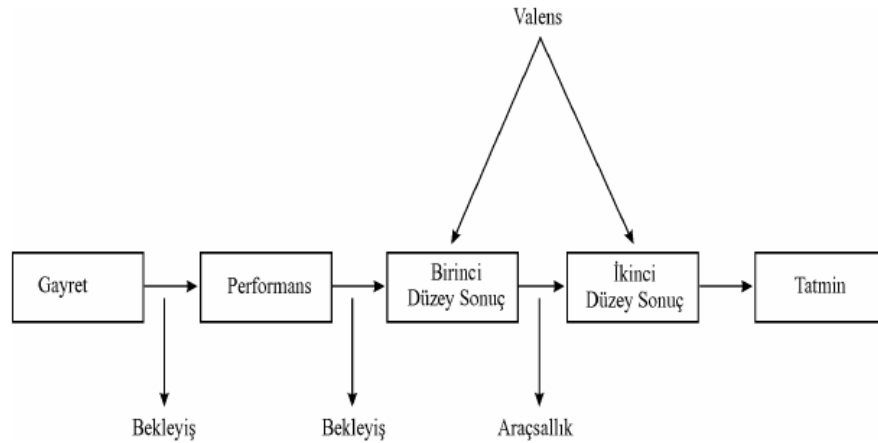 Valens
Gayret
Performans
Birinci
Düzey Sonuç
İkinci
Düzey Sonuç
Tatmin
Bekleyiş
Bekleyiş
Araçsallık